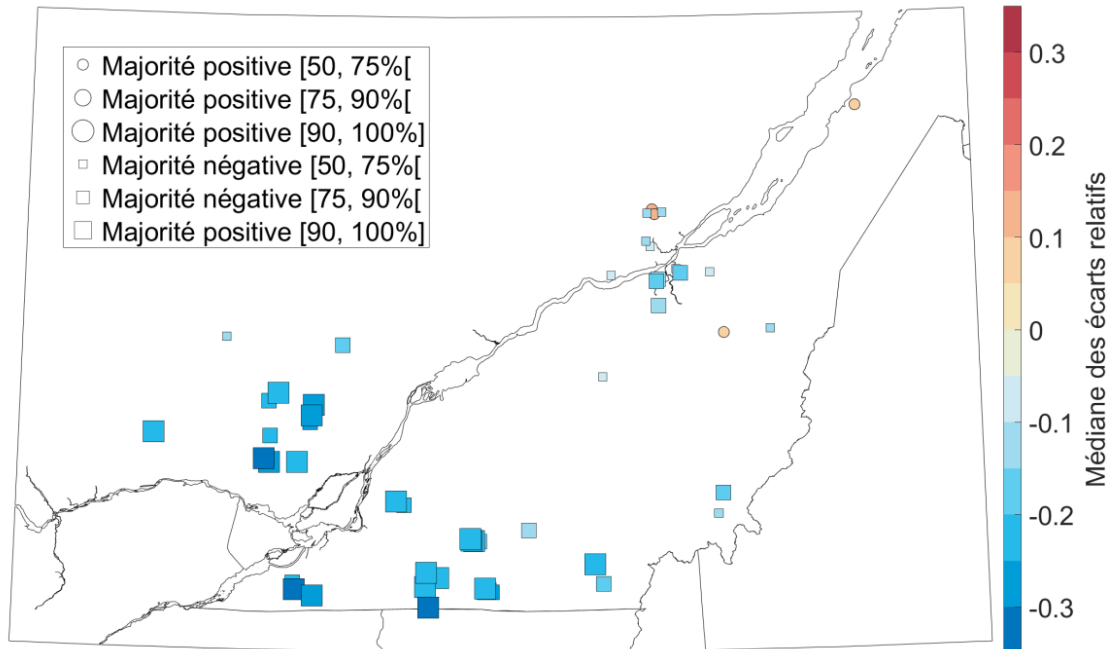 Majorité positive [50, 75%[
Majorité positive [75, 90%[
Majorité positive [90, 100%]
Majorité négative [50, 75%[
Majorité négative [75, 90%[
Majorité positive [90, 100%]
0.3
0.2
0.1
0
-0.1
-0.2
-0.3
Médiane des écarts relatifs